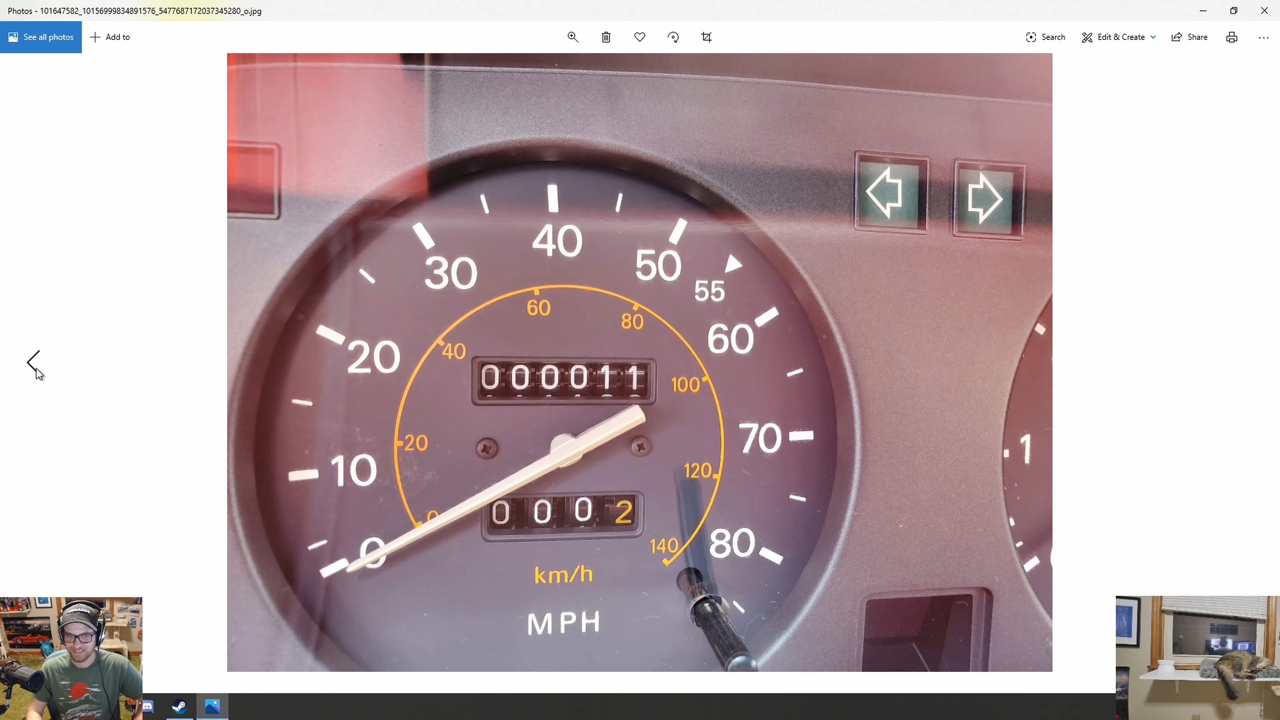 Photos - 101647582_10156999834891576_5477687172037345280_o.jpg
See all photos
Add to
Search
Edit & Create
Share
40
50
30
55
60
80
60
20
40
000011
100
70
20
10
120
0002
0
0
140
80
km/h
MPH
1